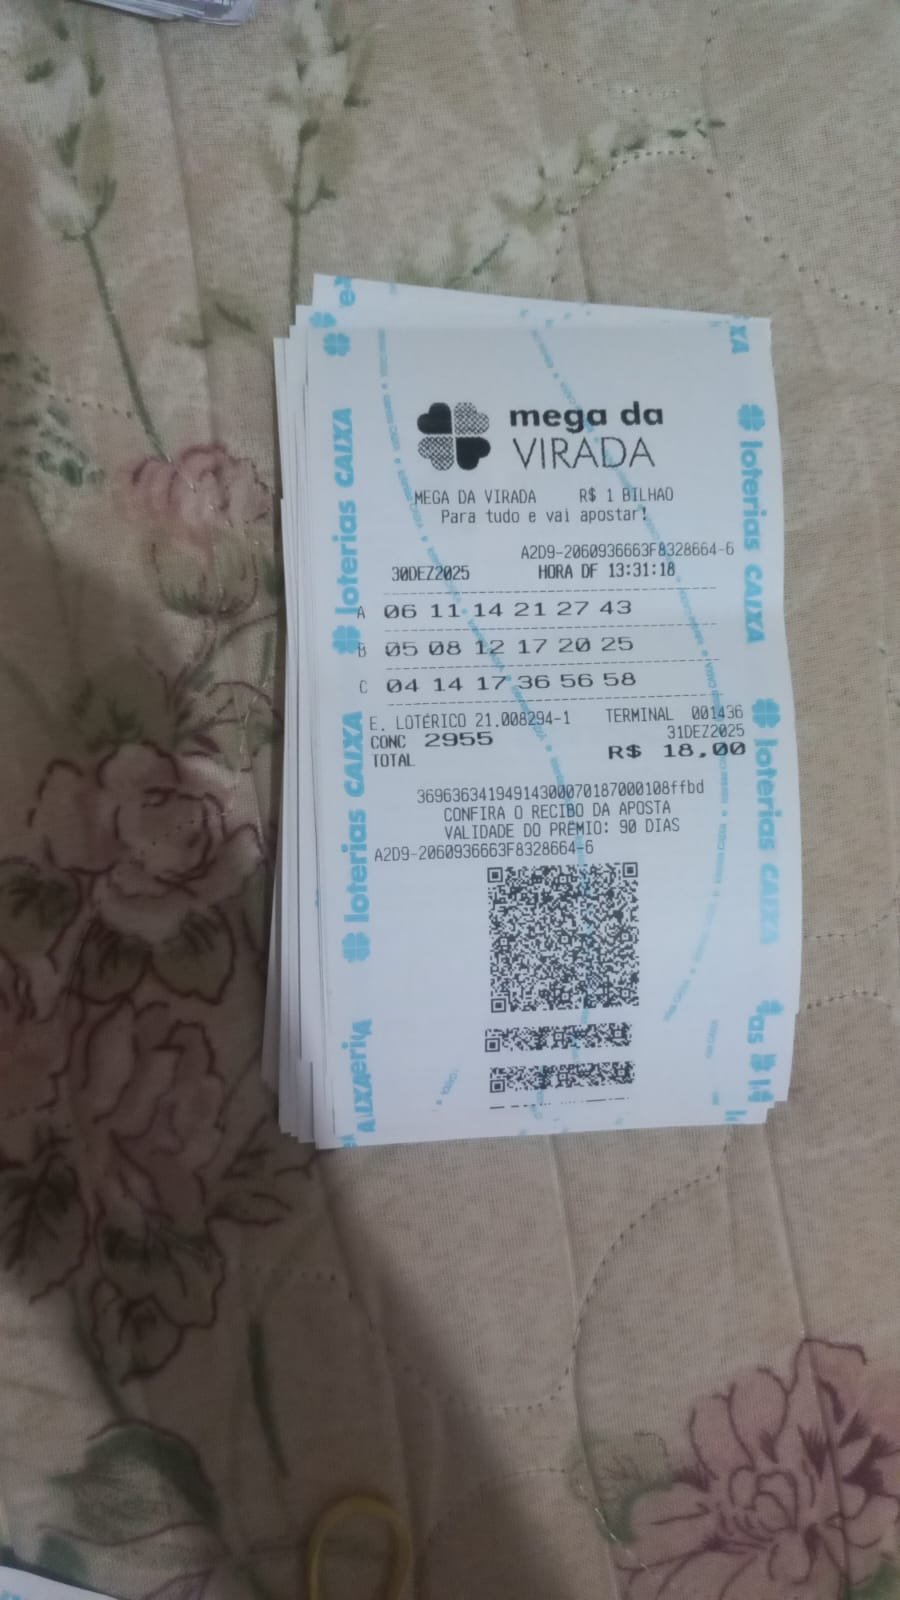 mega da
VIRADA
MEGA DA VIRADA R$ 1 BILHAO
Para tudo e vai apostar!
A2D9-2060936663F8328664-6
30DEZ2025 HORA DF 13:31:18
A 06 11 14 21 27 43
B 05 08 12 17 20 25
C 04 14 17 36 56 58
E. LOTÉRICO 21.008294-1 TERMINAL 001436
31DEZ2025
CONC 2955
TOTAL R$ 18,00
CONFIRA O RECIBO DA APOSTA
VALIDADE DO PRÊMIO: 90 DIAS
A2D9-2060936663F8328664-6
loterias CAIXA
loterias CAIXA
loterias CAIXA
loterias CAIXA